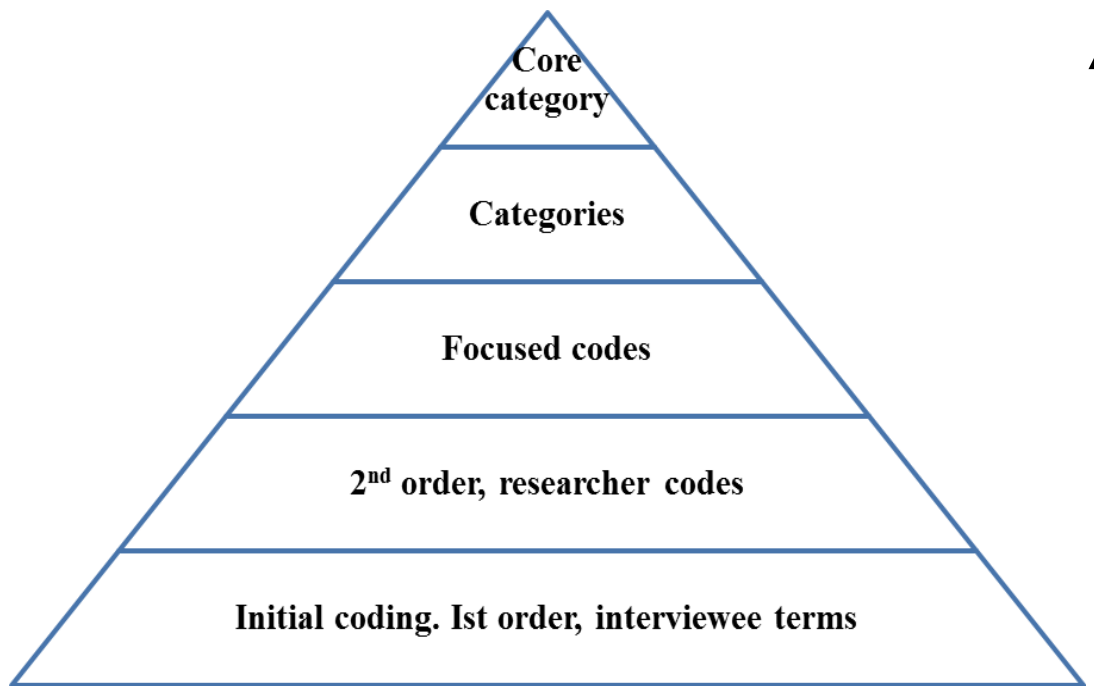 Core
category
Categories
Focused codes
2nd order, researcher codes
Initial coding. Ist order, interviewee terms